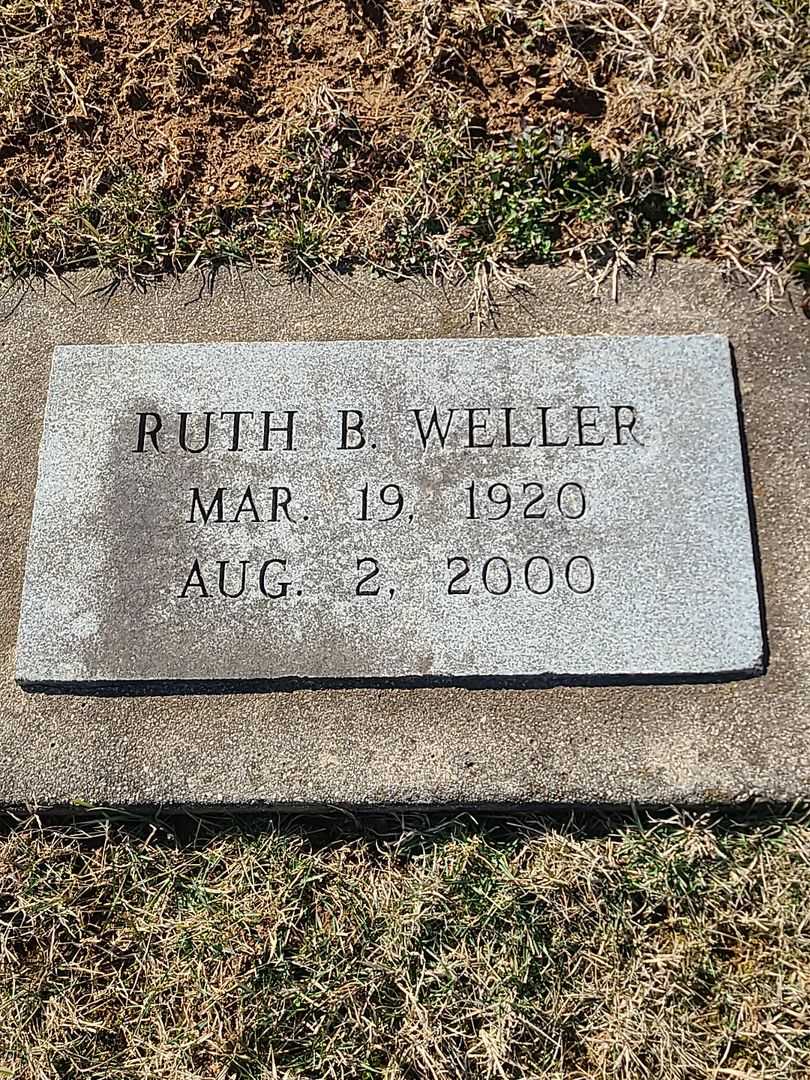 RUTH B. WELLER
MAR. 19, 1920
AUG. 2, 2000